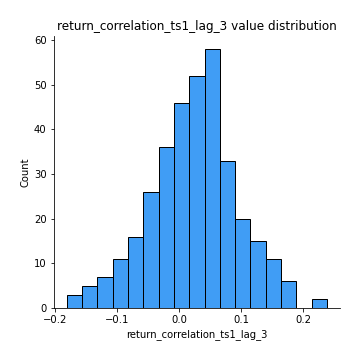 return_correlation_ts1_lag_3 value distribution
60
50
40
30
20
10
0
Count
−0.2 −0.1 0.0 0.1 0.2
return_correlation_ts1_lag_3